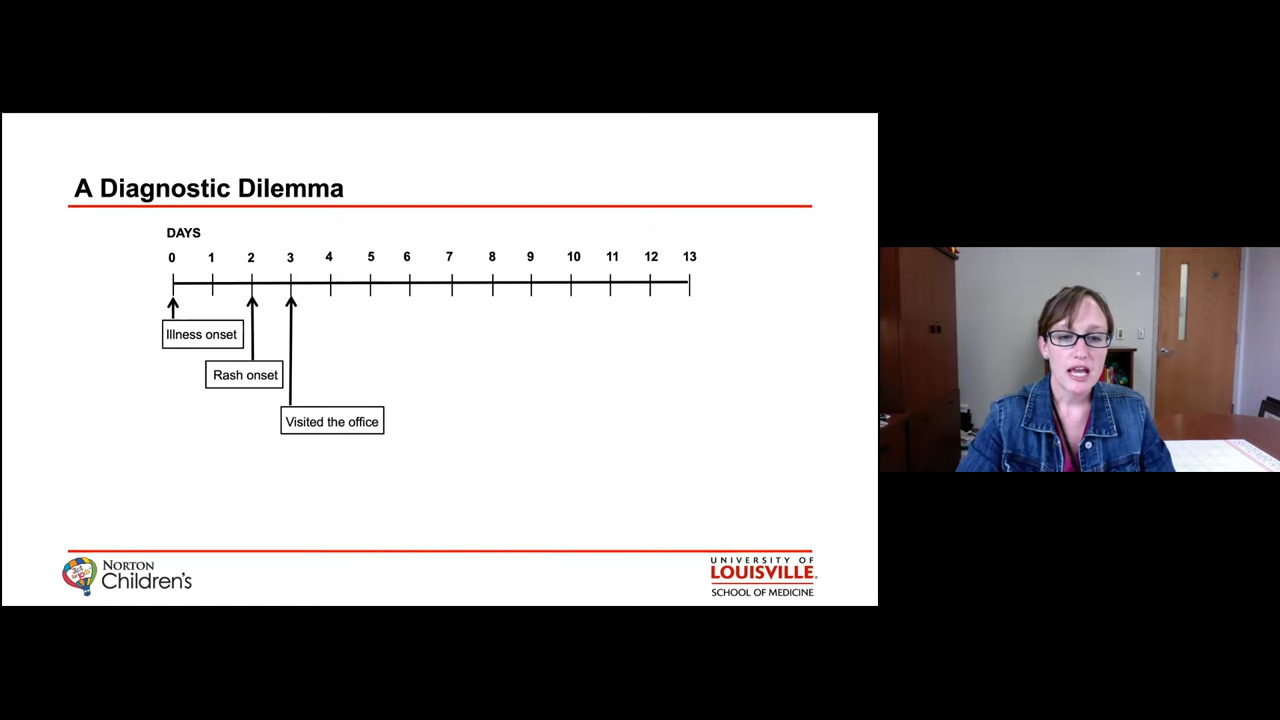 A Diagnostic Dilemma
DAYS
0 1 2 3 4 5 6 7 8 9 10 11 12 13
Illness onset
Rash onset
Visited the office
NORTON
Children's
UNIVERSITY OF
LOUISVILLE.
SCHOOL OF MEDICINE